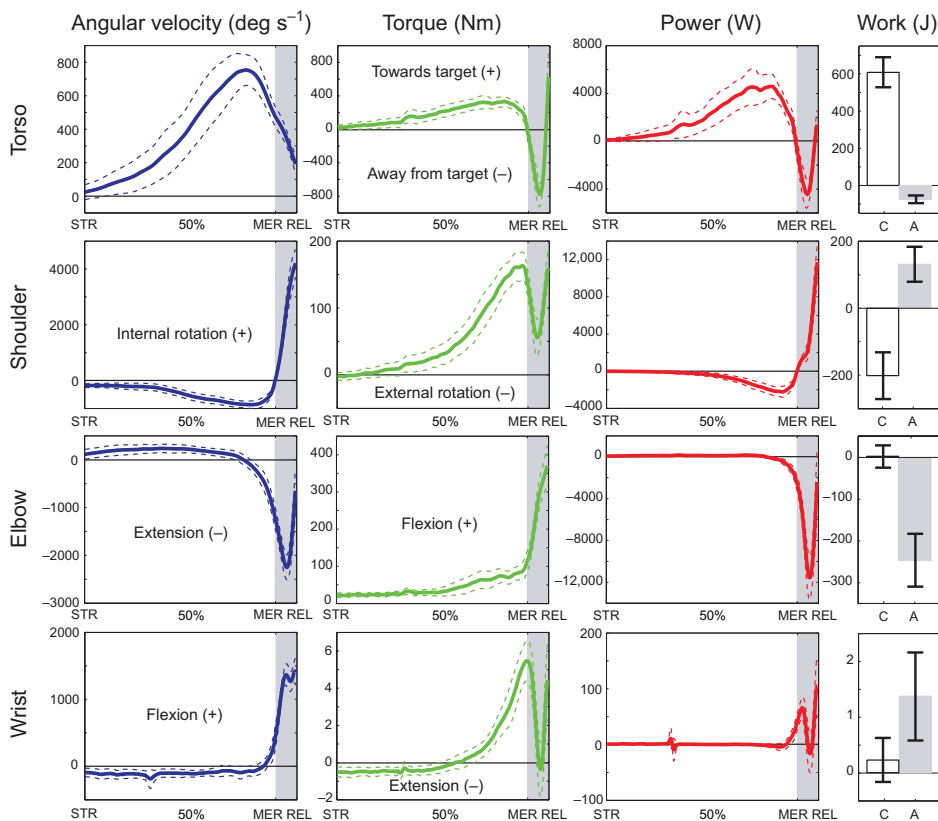 Angular velocity (deg s–1) Torque (Nm) Power (W) Work (J)
Torso
800
600
400
200
0
STR 50% MER REL
Towards target (+)
Away from target (–)
800
400
0
–400
–800
STR 50% MER REL
8000
4000
0
–4000
STR 50% MER REL
600
400
200
0
C A
Shoulder
4000
2000
0
Internal rotation (+)
STR 50% MER REL
200
100
0
External rotation (–)
STR 50% MER REL
12,000
8000
4000
0
–4000
STR 50% MER REL
200
100
0
–200
C A
Elbow
0
–1000
–2000
–3000
Extension (–)
STR 50% MER REL
400
300
200
100
0
Flexion (+)
STR 50% MER REL
0
–4000
–8000
–12,000
STR 50% MER REL
0
–100
–200
–300
C A
Wrist
2000
1000
0
Flexion (+)
STR 50% MER REL
6
4
2
0
–2
Extension (–)
STR 50% MER REL
200
100
50
0
–50
–100
STR 50% MER REL
2
1
0
C A